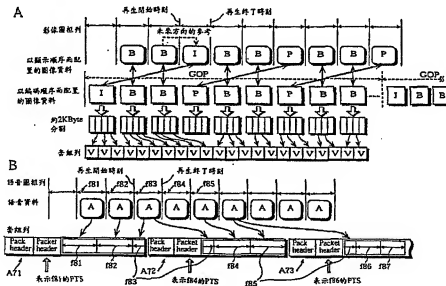 A
再生開始時刻
再生終了時刻
影像圖框列
未來方向的參考
以顯示順序而配置的圖像資料
B B I B B P B B P
GOP
GOPg
以編碼順序而配置的圖像資料
I B B P B B P B B
I B B
約2KByte
分割
套組列
V V V V V V V V V V V V V V V V V V V
B
再生開始時刻
再生終了時刻
語音圖框列
f81 f82 f83 f84 f85
語音資料
A A A A A A A
套組列
Pack header
Packet header
Pack header
Packet header
Pack header
Packet header
A71
f81
f82
A72
f83
f84
A73
f85
f86
f87
表示f81的PTS
表示f84的PTS
表示f86的PTS